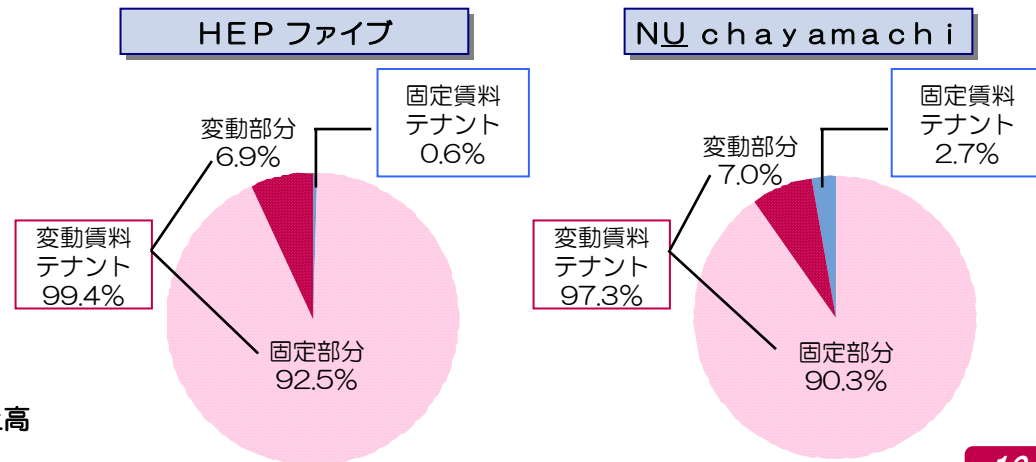 HEP ファイブ
固定賃料
テナント
0.6%
変動部分
6.9%
変動賃料
テナント
99.4%
固定部分
92.5%
NU chayamachi
固定賃料
テナント
2.7%
変動部分
7.0%
変動賃料
テナント
97.3%
固定部分
90.3%
高